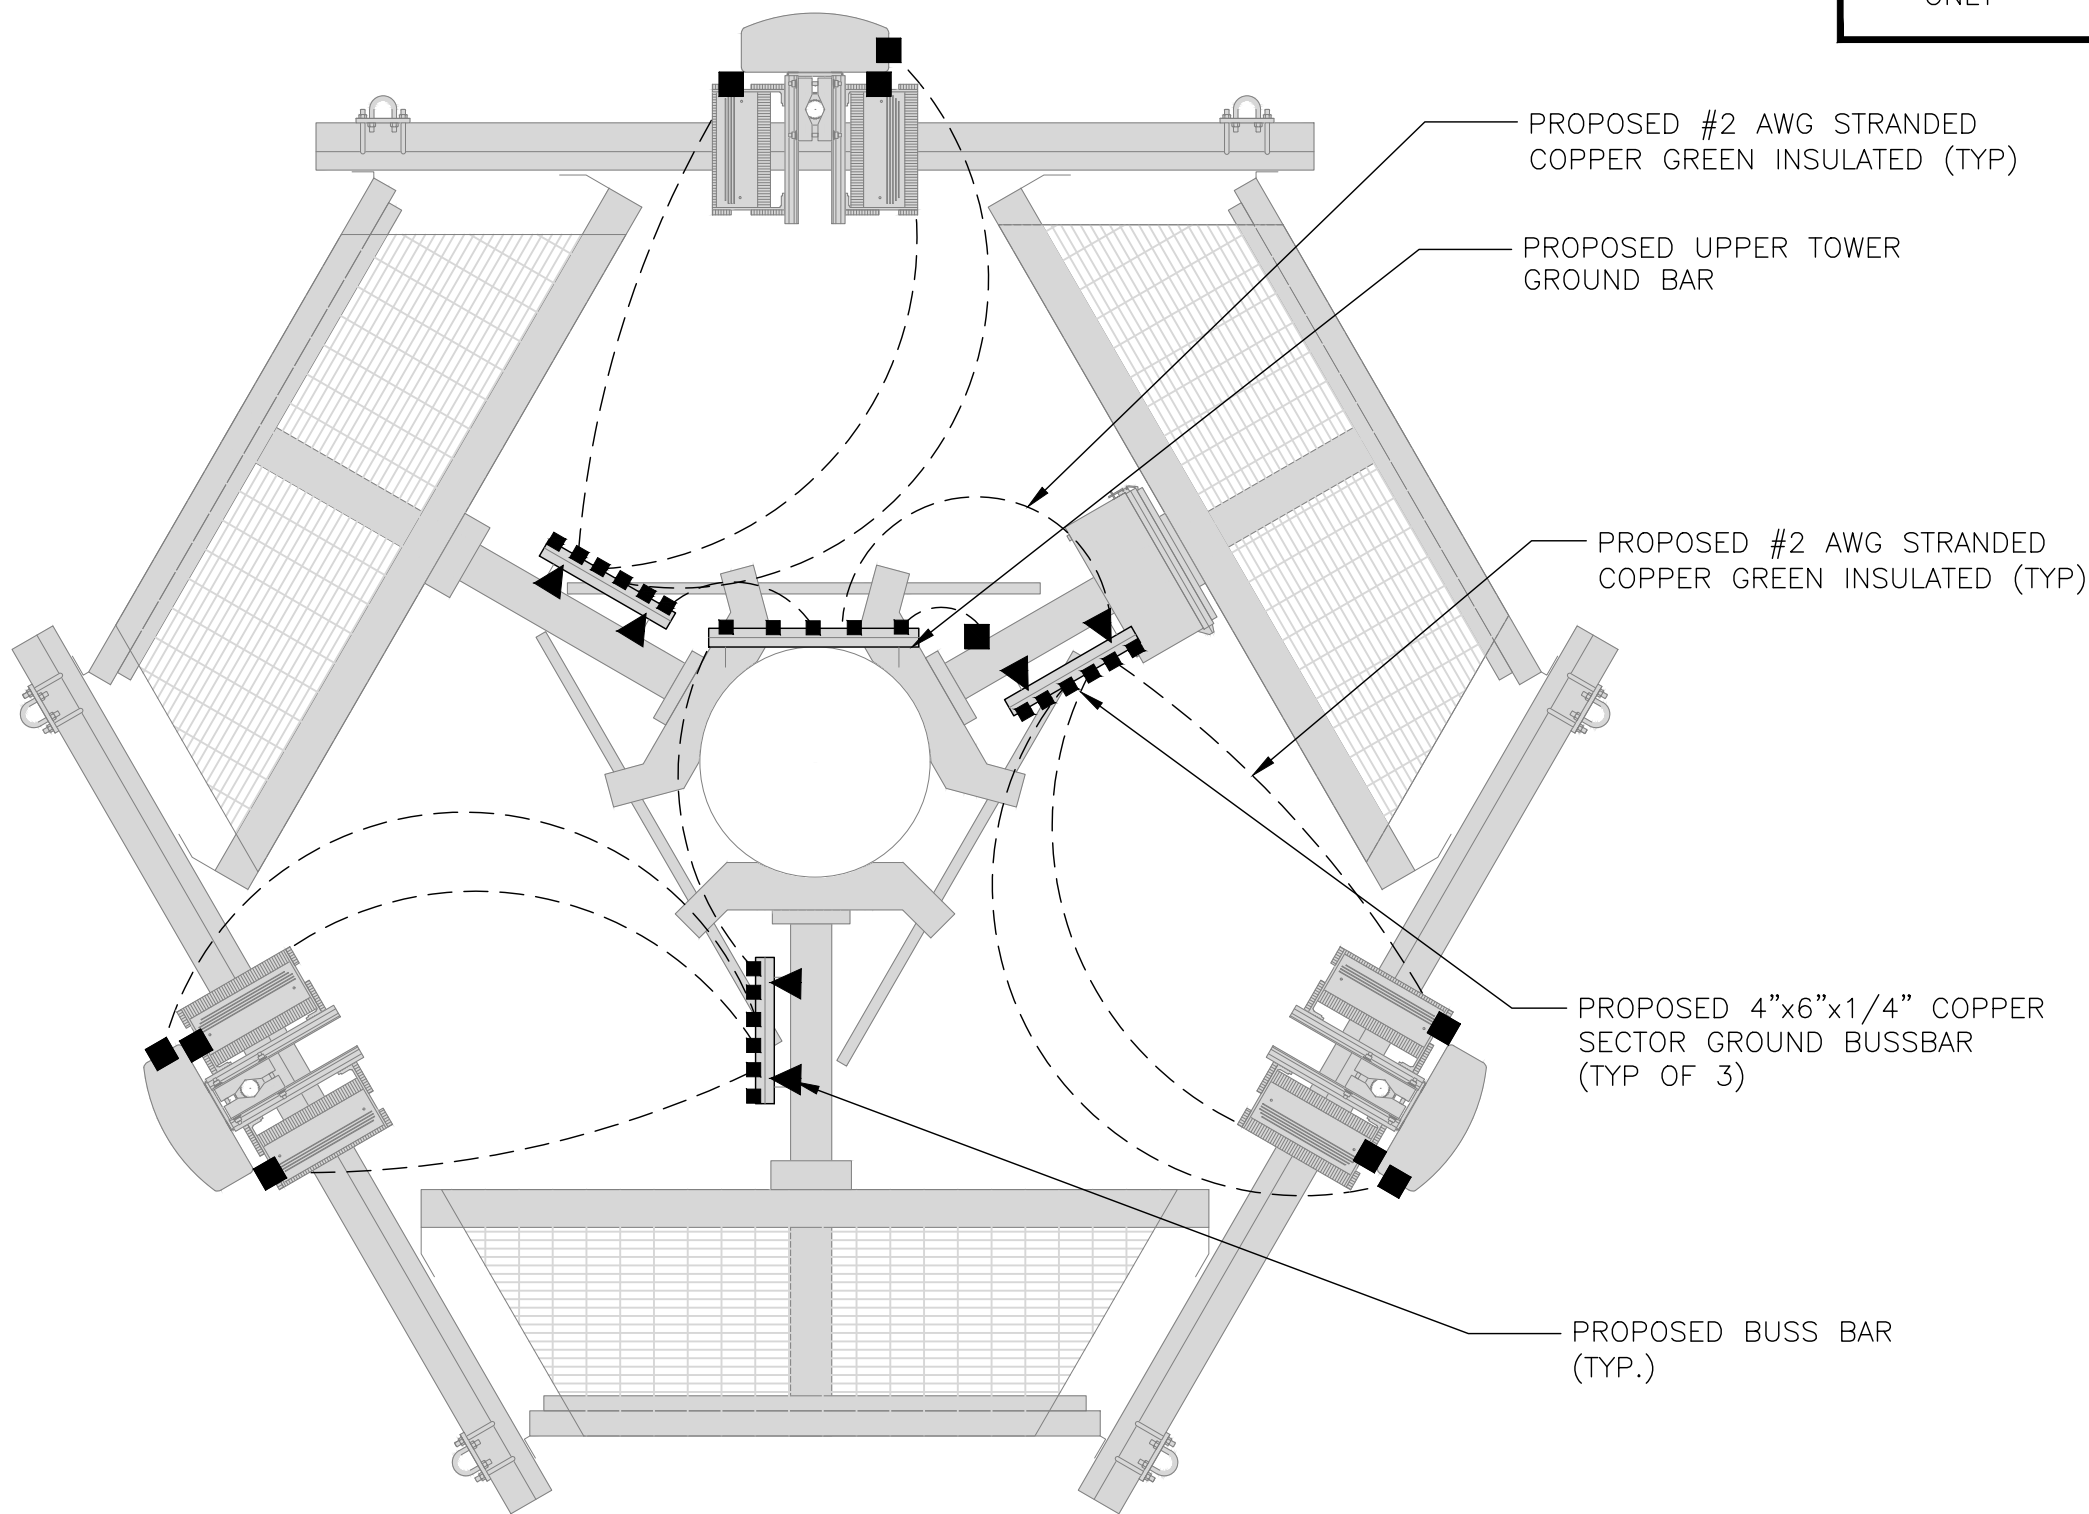 PROPOSED #2 AWG STRANDED
COPPER GREEN INSULATED (TYP)
PROPOSED UPPER TOWER
GROUND BAR
PROPOSED #2 AWG STRANDED
COPPER GREEN INSULATED (TYP)
PROPOSED 4”x6”x1/4” COPPER
SECTOR GROUND BUSSBAR
(TYP OF 3)
PROPOSED BUSS BAR
(TYP.)